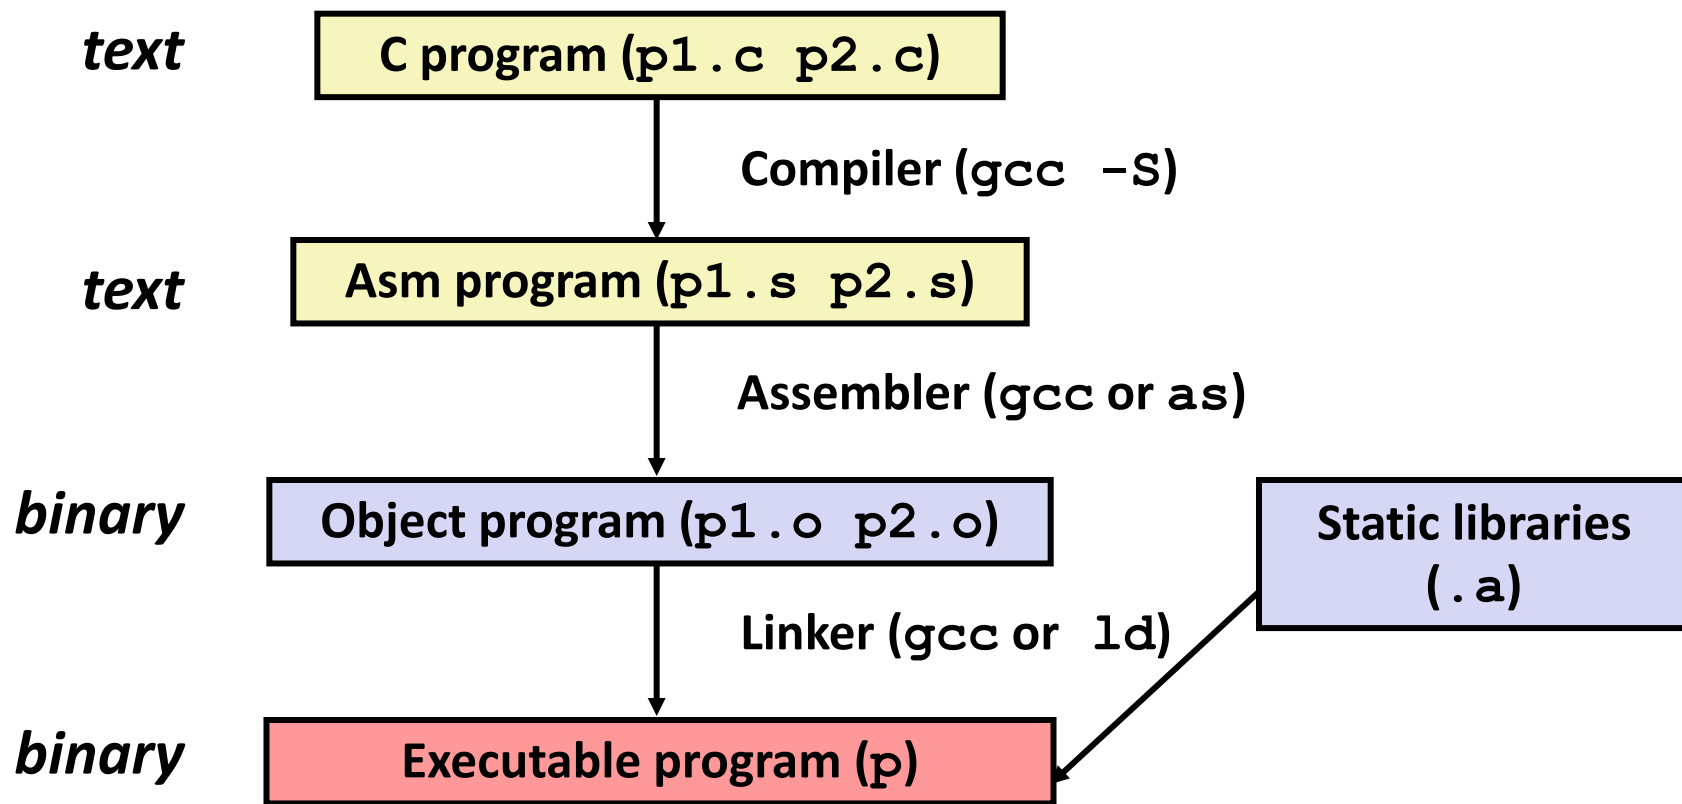 text
C program (p1.c p2.c)
Compiler (gcc -S)
text
Asm program (p1.s p2.s)
Assembler (gcc or as)
binary
Object program (p1.o p2.o)
Static libraries
(.a)
Linker (gcc or ld)
binary
Executable program (p)